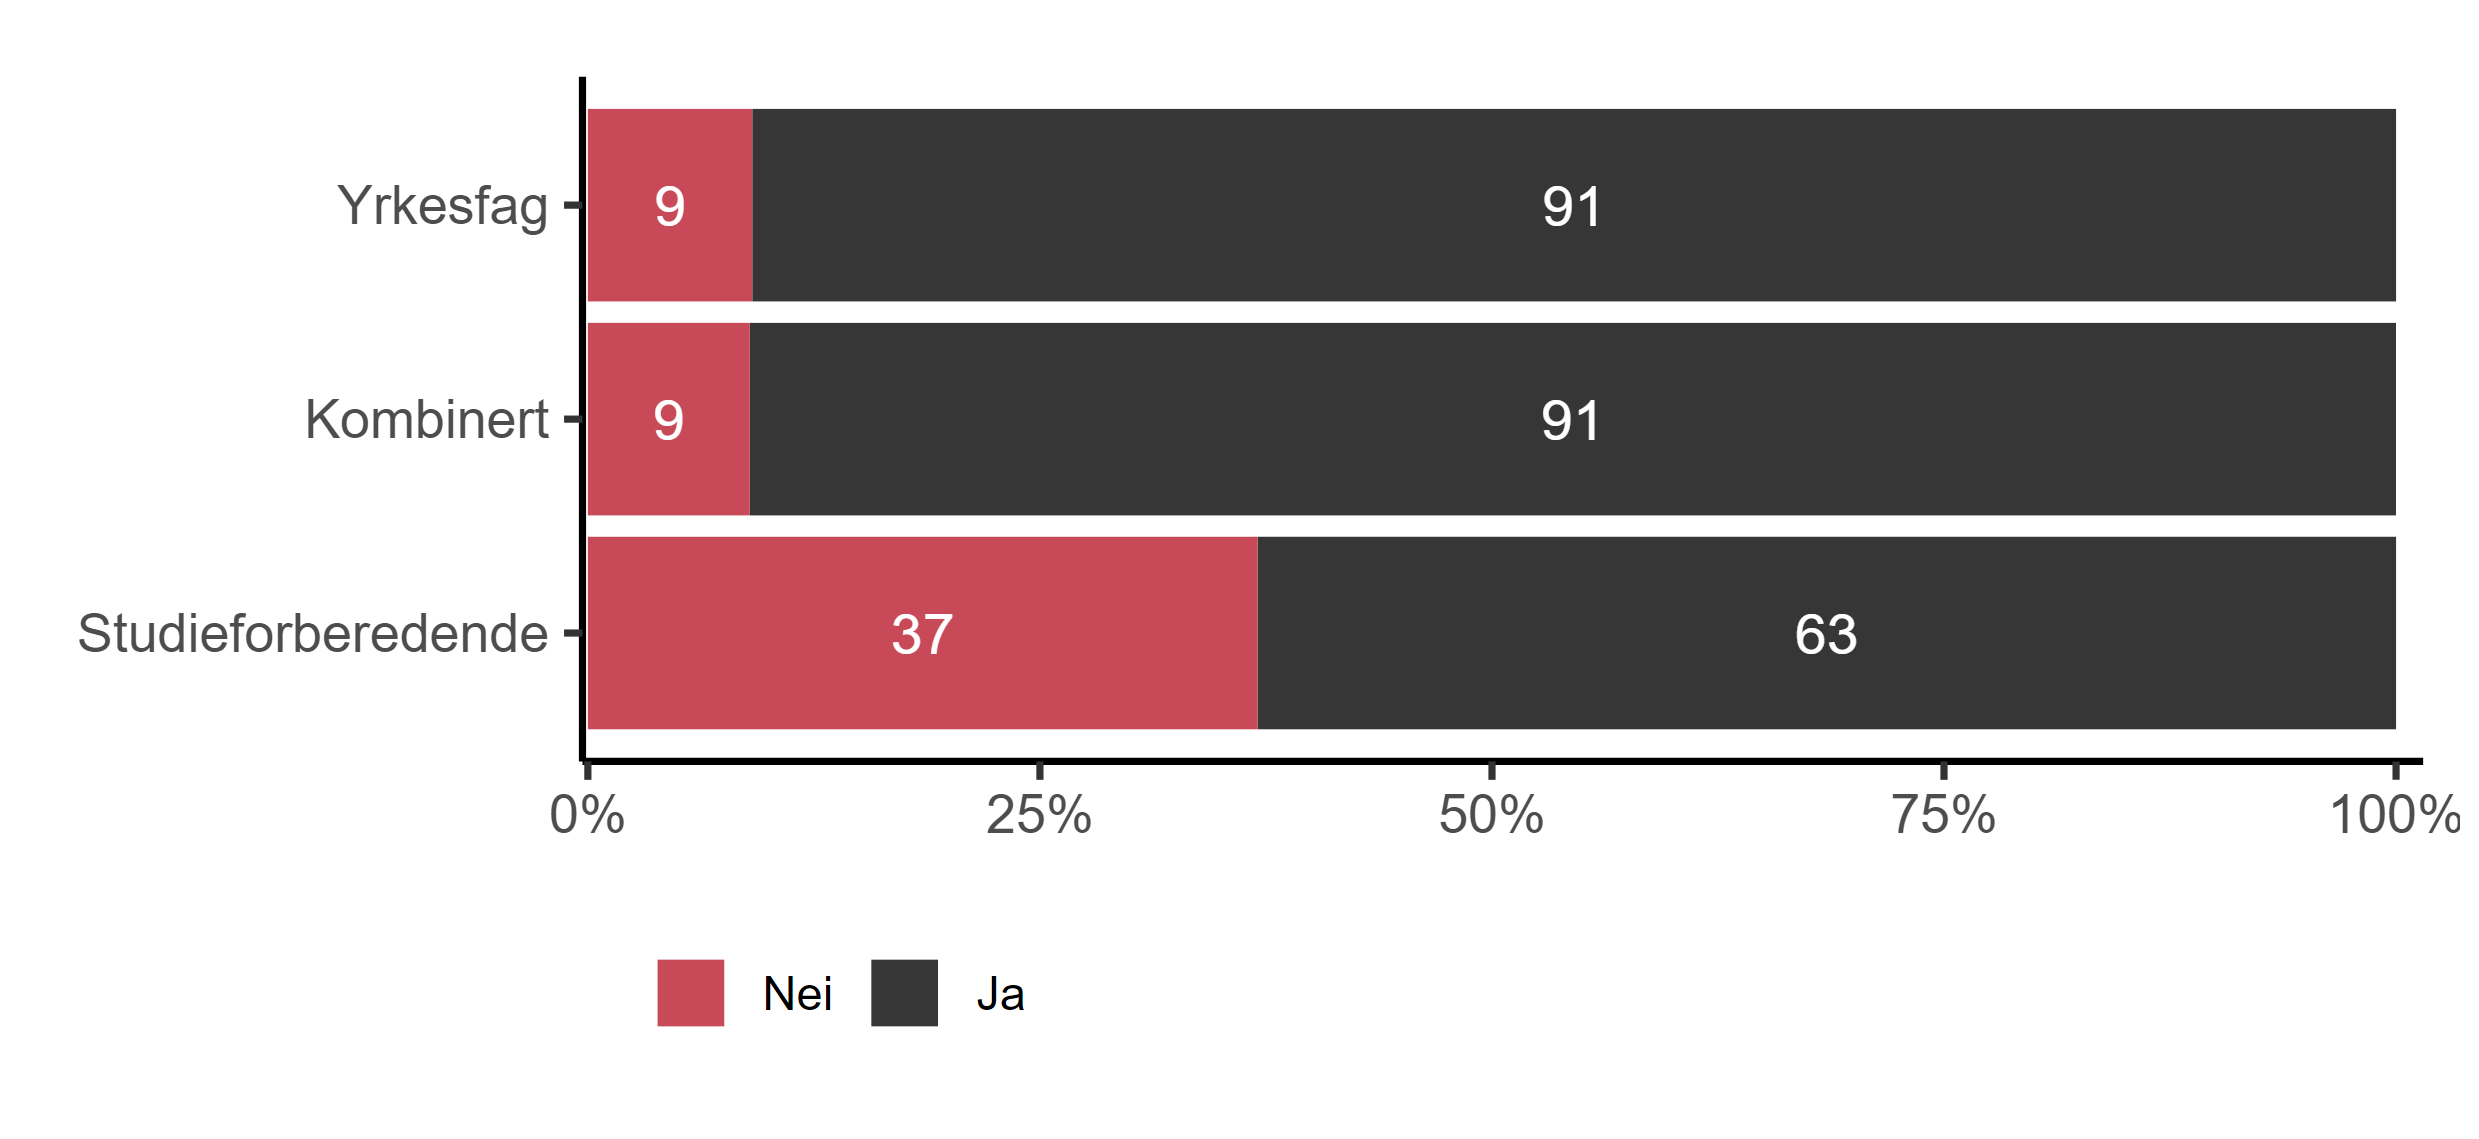 Yrkesfag 9 91
Kombinert 9 91
Studieforberedende 37 63
0% 25% 50% 75% 100%
Nei Ja